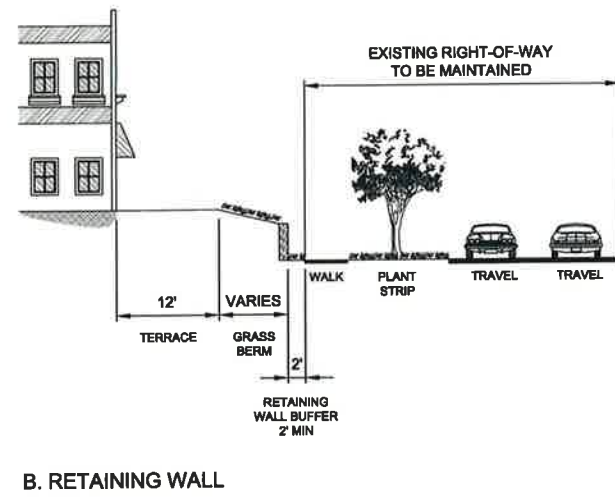 EXISTING RIGHT-OF-WAY
TO BE MAINTAINED
WALK
PLANT
STRIP
TRAVEL
TRAVEL
12'
VARIES
TERRACE
GRASS
BERM
2'
RETAINING
WALL BUFFER
2' MIN
B. RETAINING WALL